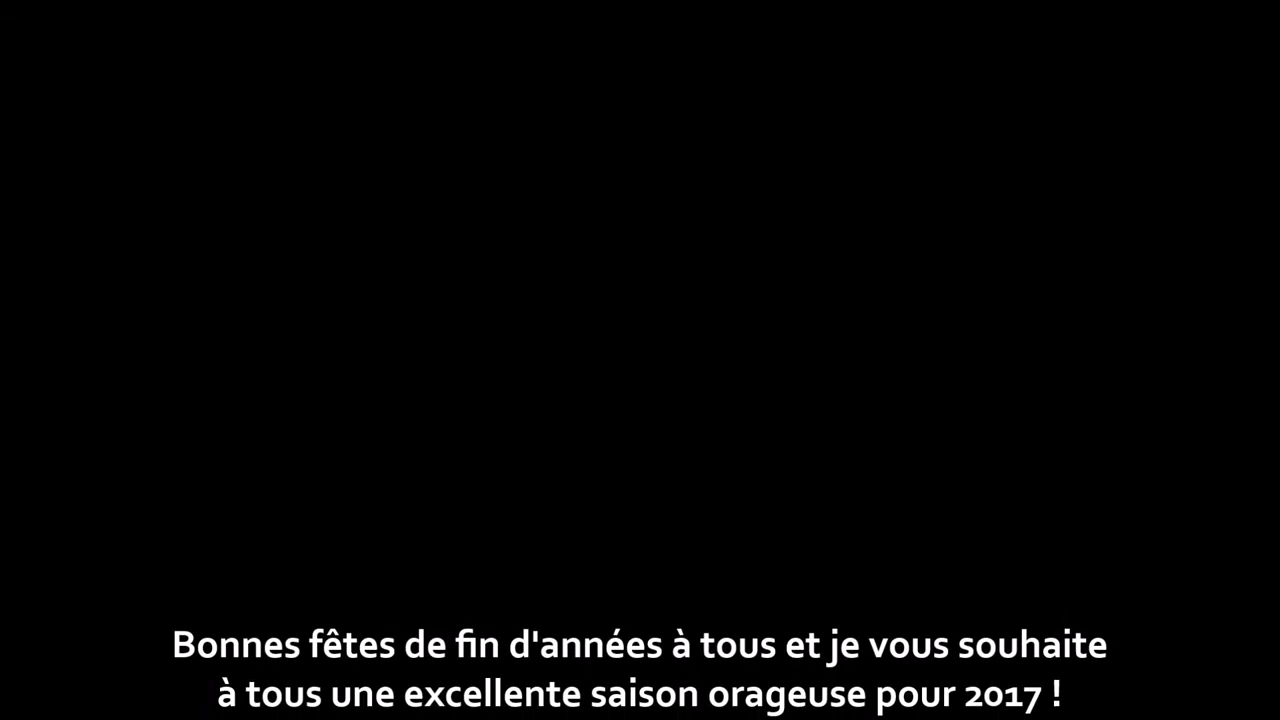 Bonnes fêtes de fin d'années à tous et je vous souhaite
à tous une excellente saison orageuse pour 2017 !